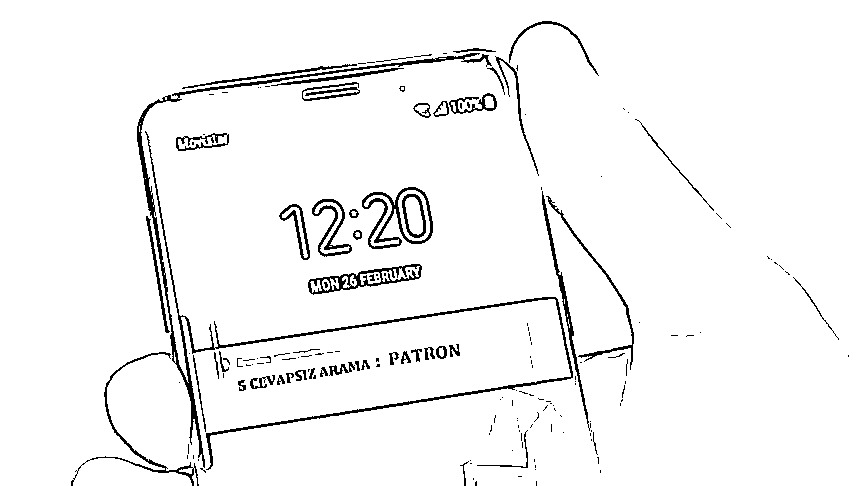 Movistar
100%
12:20
MON 26 FEBRUARY
5 CEVAPSIZ ARAMA : PATRON